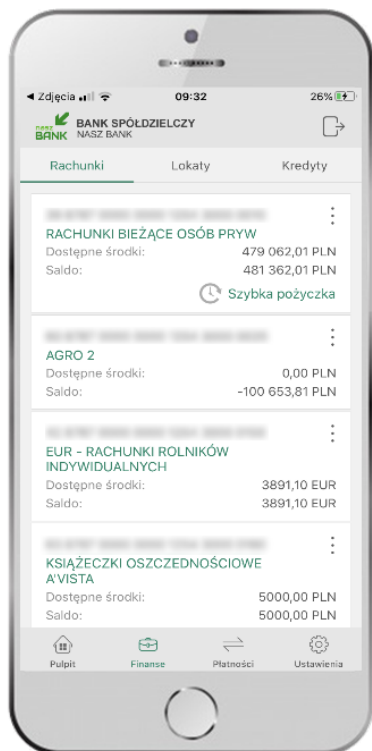 Zdjęcia 09:32 26%
nasz BANK BANK SPÓŁDZIELCZY
NASZ BANK
Rachunki Lokaty Kredyty
RACHUNKI BIEŻĄCE OSÓB PRYW
Dostępne środki: 479 062,01 PLN
Saldo: 481 362,01 PLN
Szybka pożyczka
AGRO 2
Dostępne środki: 0,00 PLN
Saldo: -100 653,81 PLN
EUR - RACHUNKI ROLNIKÓW
INDYWIDUALNYCH
Dostępne środki: 3891,10 EUR
Saldo: 3891,10 EUR
KSIĄŻECZKI OSZCZEDNOŚCIOWE
A'VISTA
Dostępne środki: 5000,00 PLN
Saldo: 5000,00 PLN
Pulpit Finanse Płatności Ustawienia